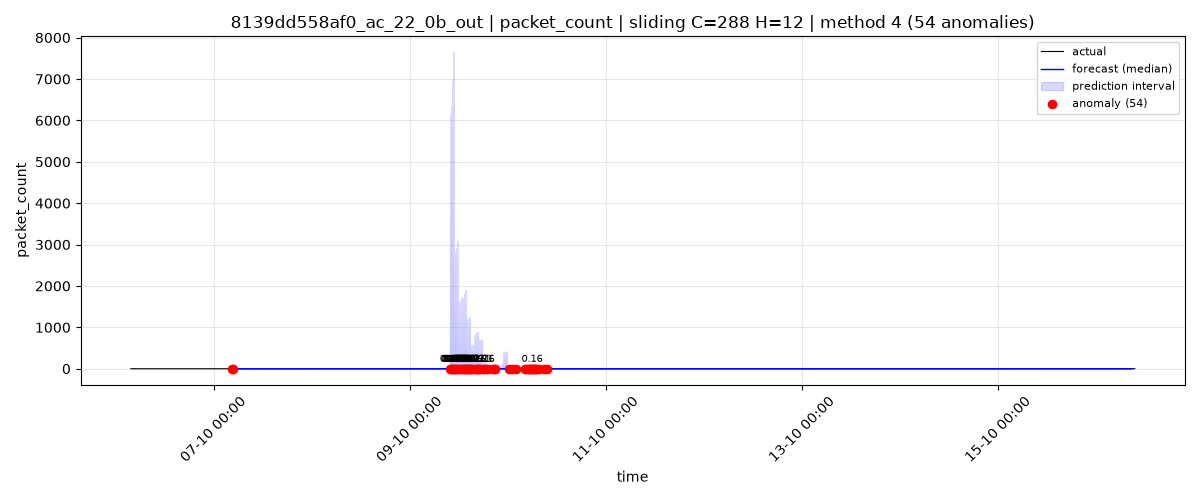 8139dd558af0_ac_22_0b_out | packet_count | sliding C=288 H=12 | method 4 (54 anomalies)
packet_count
8000
7000
6000
5000
4000
3000
2000
1000
0
actual
forecast (median)
prediction interval
anomaly (54)
0.16
07-10 00:00
09-10 00:00
11-10 00:00
13-10 00:00
15-10 00:00
time